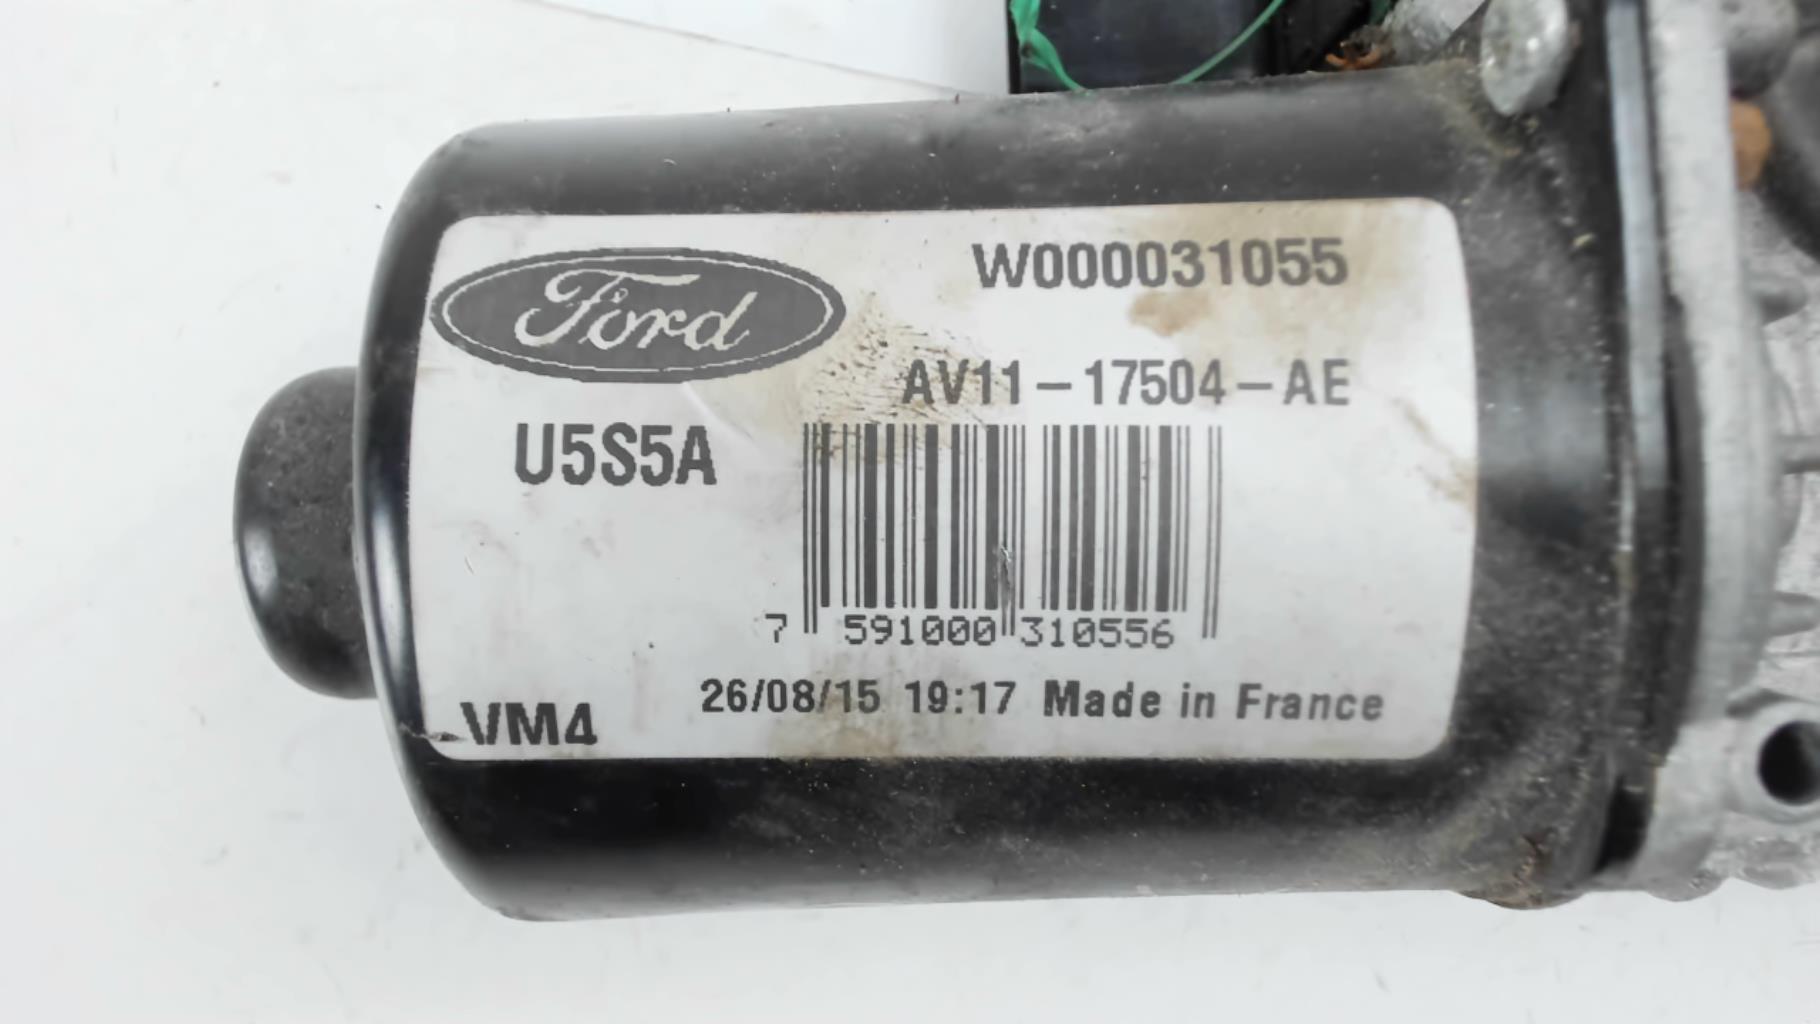 Ford
W000031055
AV11-17504-AE
U5S5A
7 591000 310556
26/08/15 19:17 Made in France
VM4